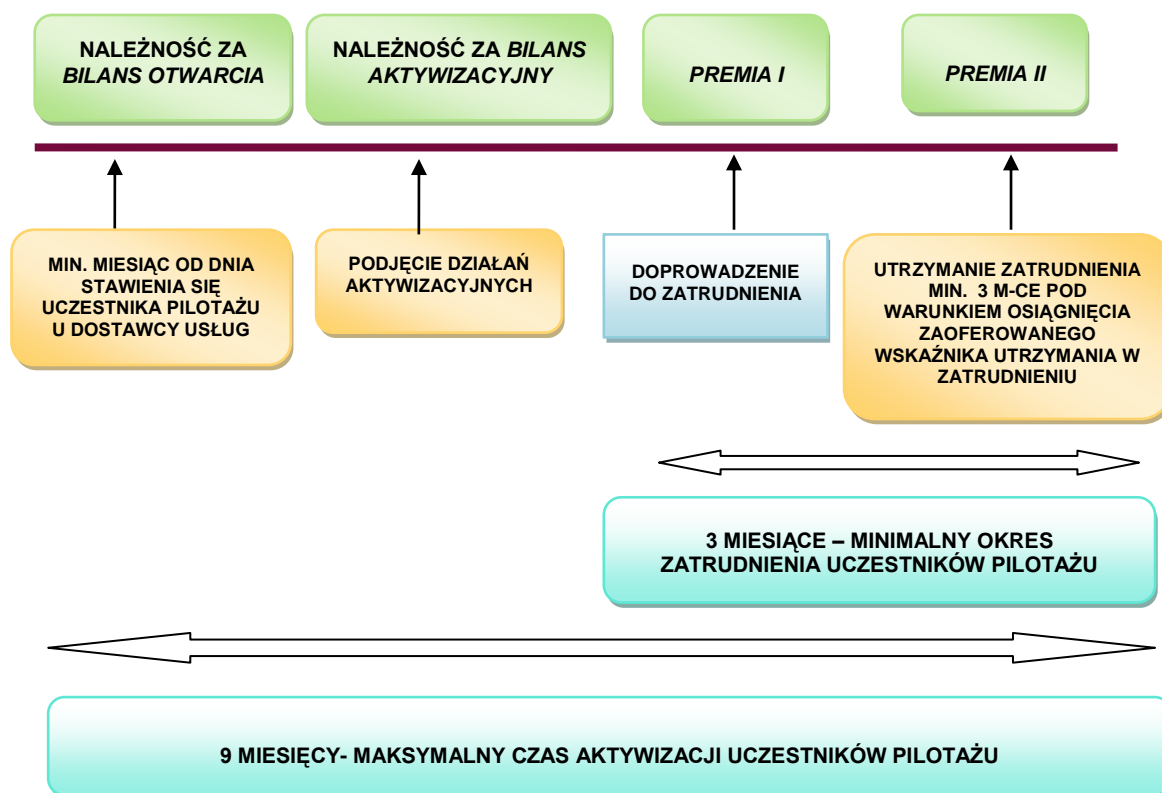 NALEŻNOŚĆ ZA
BILANS OTWARCIA
NALEŻNOŚĆ ZA BILANS
AKTYWIZACYJNY
PREMIA I
PREMIA II
MIN. MIESIĄC OD DNIA
STAWIENIA SIĘ
UCZESTNIKA PILOTAŻU
U DOSTAWCY USŁUG
PODJĘCIE DZIAŁAŃ
AKTYWIZACYJNYCH
DOPROWADZENIE
DO ZATRUDNIENIA
UTRZYMANIE ZATRUDNIENIA
MIN. 3 M-CE POD
WARUNKIEM OSIĄGNIĘCIA
ZAOFEROWANEGO
WSKAŹNIKA UTRZYMANIA W
ZATRUDNIENIU
3 MIESIĄCE – MINIMALNY OKRES
ZATRUDNIENIA UCZESTNIKÓW PILOTAŻU
9 MIESIĘCY- MAKSYMALNY CZAS AKTYWIZACJI UCZESTNIKÓW PILOTAŻU